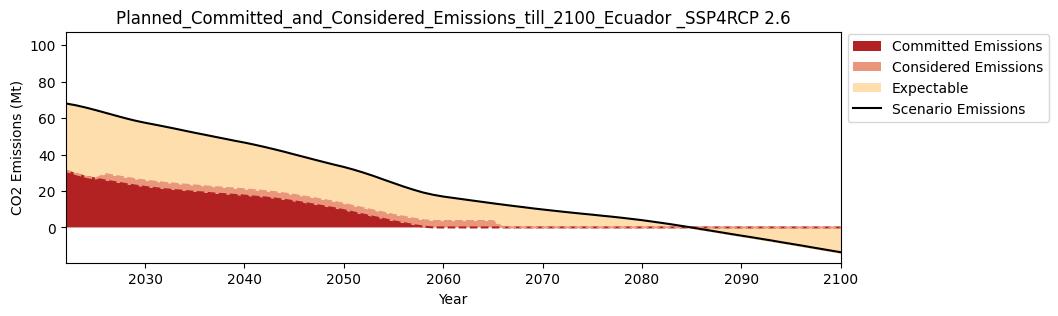 Planned_Committed_and_Considered_Emissions_till_2100_Ecuador _SSP4RCP 2.6
CO2 Emissions (Mt)
100
80
60
40
20
0
2030
2040
2050
2060
2070
2080
2090
2100
Year
Committed Emissions
Considered Emissions
Expectable
Scenario Emissions